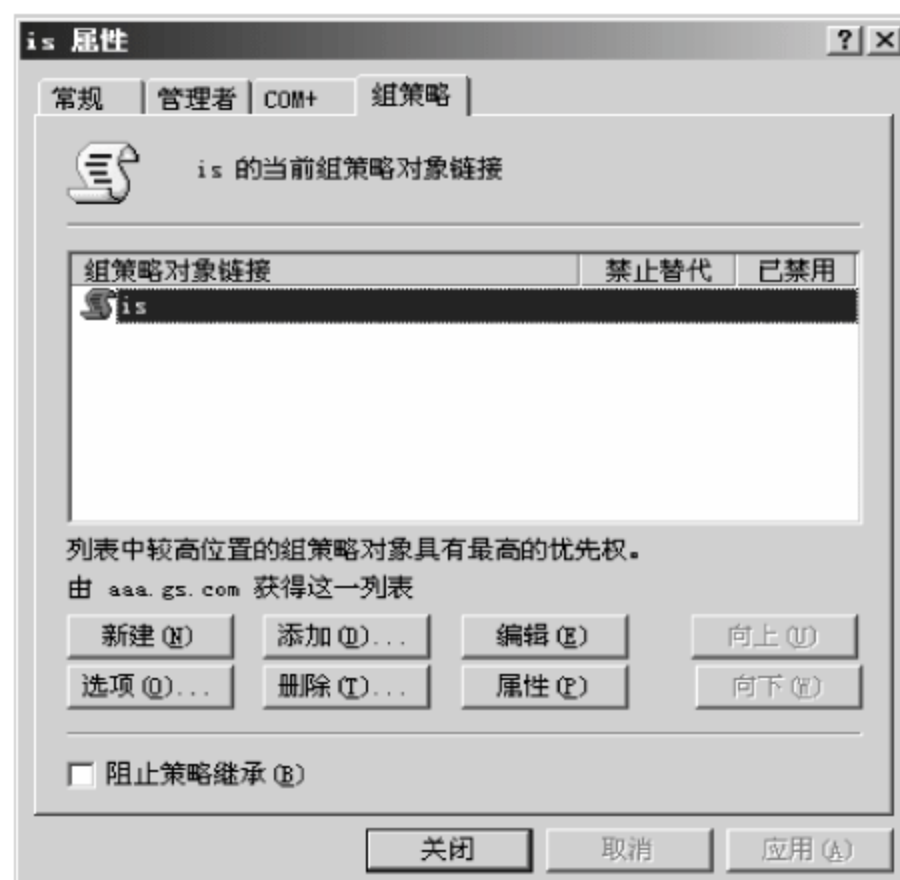 is 属性
常规 管理者 COM+ 组策略
is 的当前组策略对象链接
组策略对象链接 禁止替代 已禁用
is
列表中较高位置的组策略对象具有最高的优先权。
由 aaa.gs.com 获得这一列表
新建(N) 添加(D)... 编辑(E) 向上(U)
选项(O)... 删除(T)... 属性(P) 向下(W)
阻止策略继承(B)
关闭 取消 应用(A)